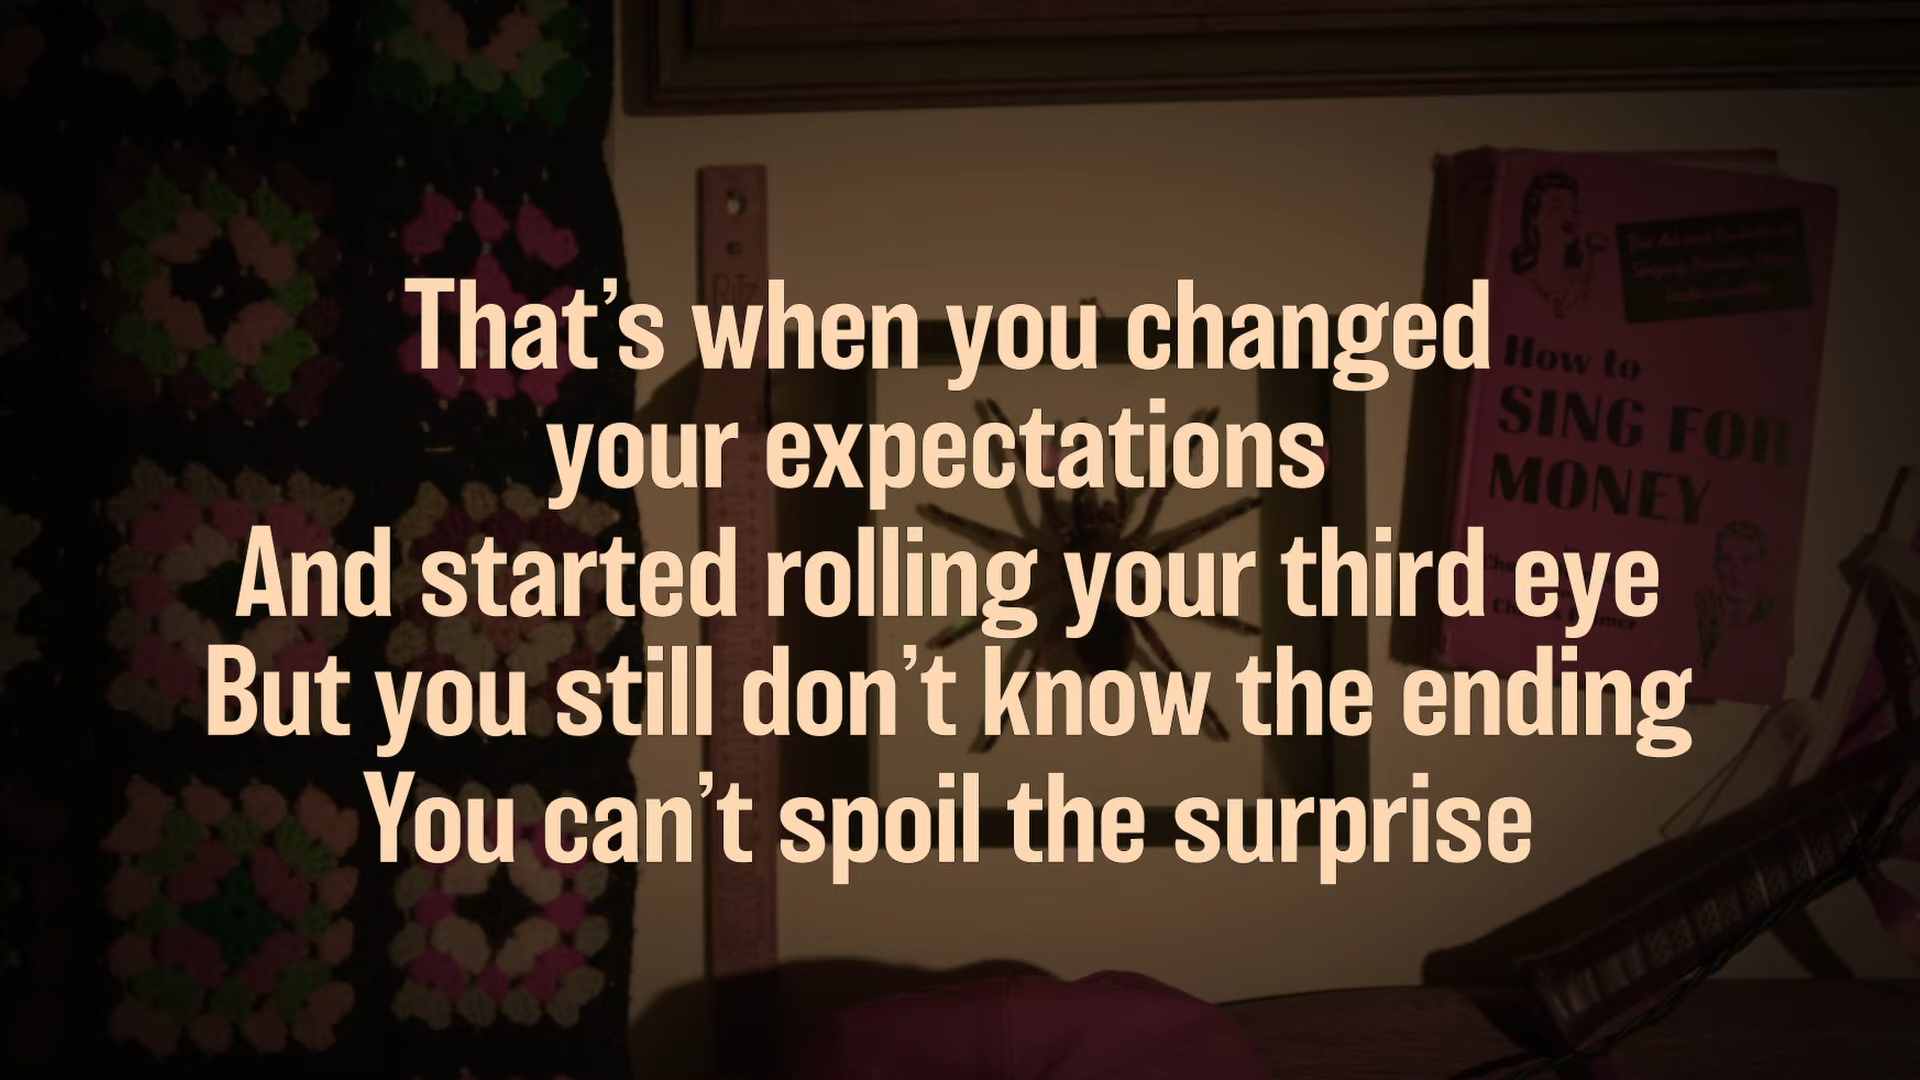 That’s when you changed
your expectations
And started rolling your third eye
But you still don’t know the ending
You can’t spoil the surprise
How to
SING FOR
MONEY